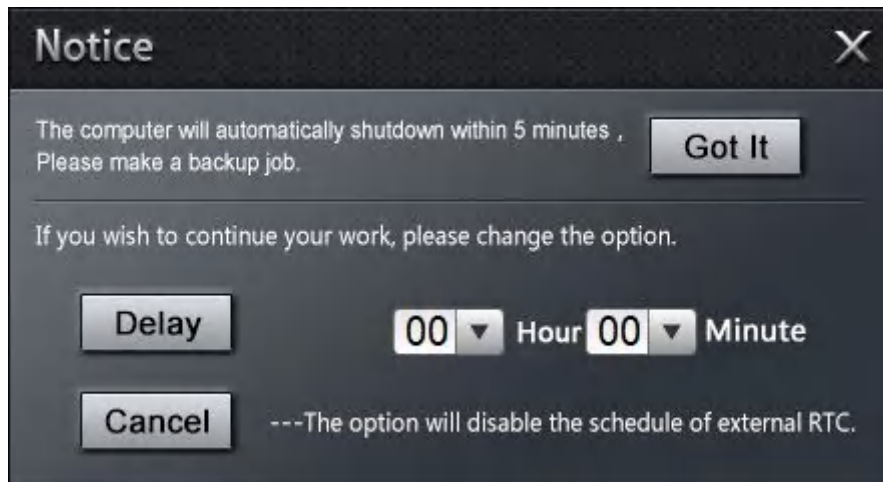 Notice
The computer will automatically shutdown within 5 minutes ,
Please make a backup job.
Got It
If you wish to continue your work, please change the option.
Delay 00 Hour 00 Minute
Cancel ---The option will disable the schedule of external RTC.